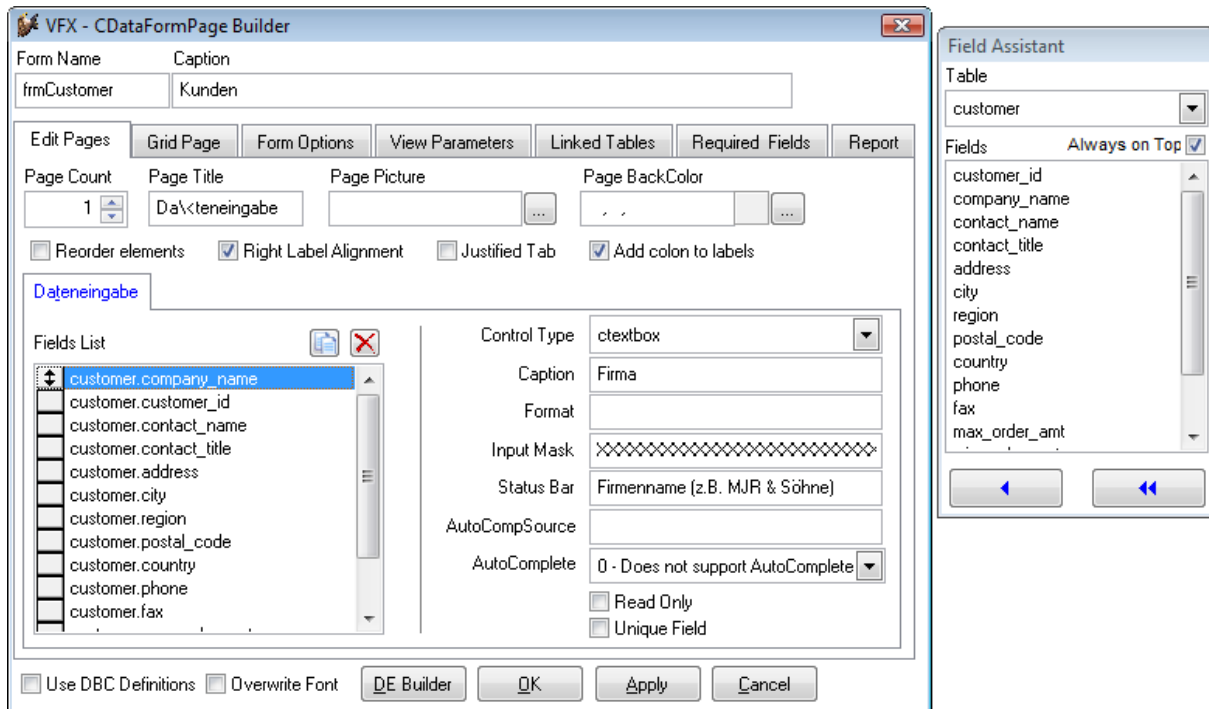 VFX - CDataFormPage Builder
Form Name Caption
frmCustomer Kunden
Edit Pages Grid Page Form Options View Parameters Linked Tables Required Fields Report
Page Count Page Title Page Picture Page BackColor
1 Da\<teneingabe ... , , ...
Reorder elements Right Label Alignment Justified Tab Add colon to labels
Dateneingabe
Fields List
customer.company_name
customer.customer_id
customer.contact_name
customer.contact_title
customer.address
customer.city
customer.region
customer.postal_code
customer.country
customer.phone
customer.fax
Control Type ctextbox
Caption Firma
Format
Input Mask XXXXXXXXXXXXXXXXXXXXXXXXXX
Status Bar Firmenname (z.B. MJR & Söhne)
AutoCompSource
AutoComplete 0 - Does not support AutoComplete
Read Only
Unique Field
Use DBC Definitions Overwrite Font DE Builder OK Apply Cancel
Field Assistant
Table
customer
Fields Always on Top
customer_id
company_name
contact_name
contact_title
address
city
region
postal_code
country
phone
fax
max_order_amt